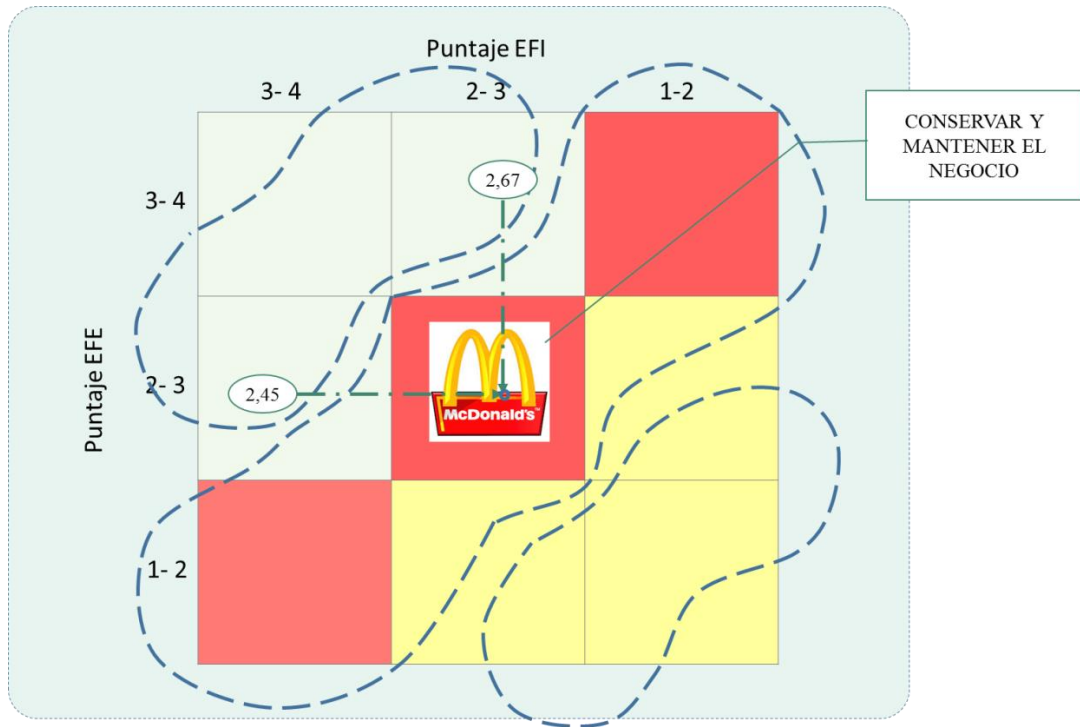 Puntaje EFI
3- 4
2- 3
1-2
CONSERVAR Y
MANTENER EL
NEGOCIO
2,67
3- 4
Puntaje EFE
2- 3
2,45
McDonald's™
1- 2